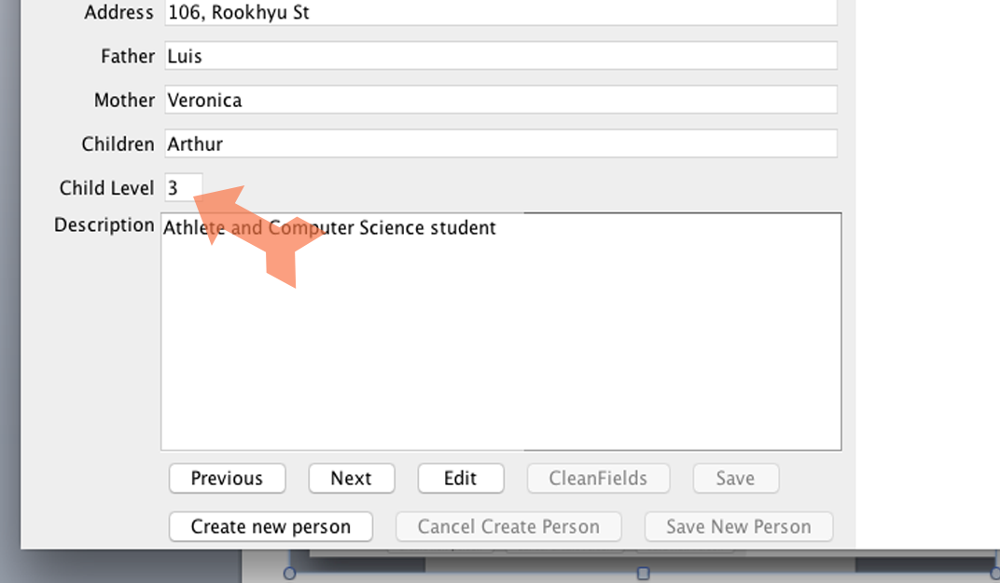 Address 106, Rookhyu St
Father Luis
Mother Veronica
Children Arthur
Child Level 3
Description Athlete and Computer Science student
Previous Next Edit CleanFields Save
Create new person Cancel Create Person Save New Person